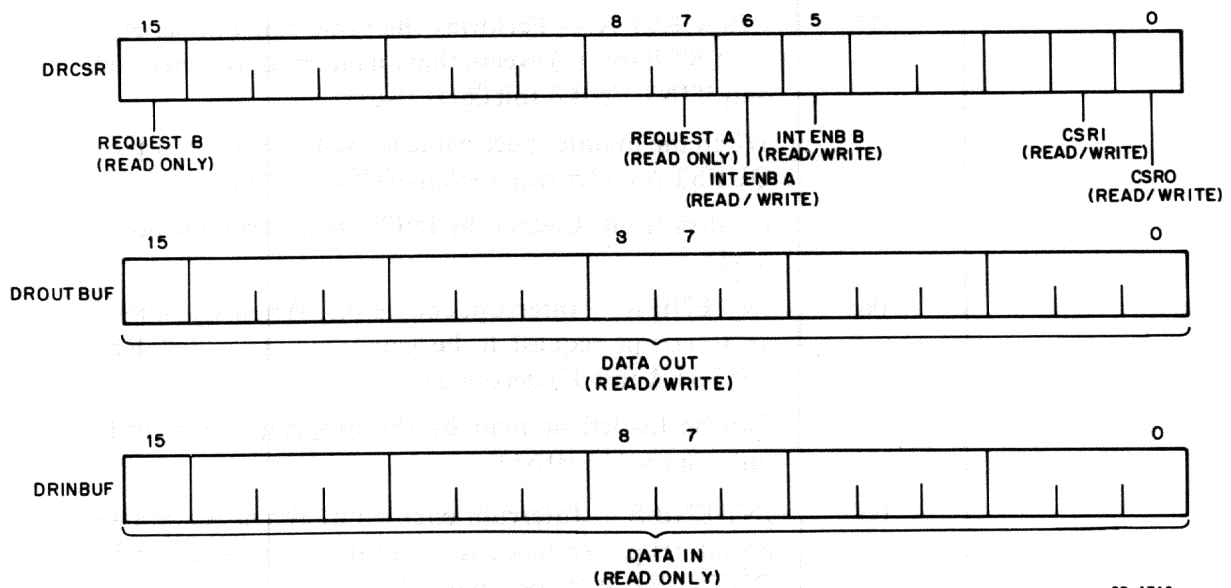 15 8 7 6 5 0
DRCSR
REQUEST B
(READ ONLY)
REQUEST A
(READ ONLY)
INT ENB B
(READ/WRITE)
INT ENB A
(READ/WRITE)
CSR1
(READ/WRITE)
CSR0
(READ/WRITE)
15 8 7 0
DROUTBUF
DATA OUT
(READ/WRITE)
15 8 7 0
DRINBUF
DATA IN
(READ ONLY)